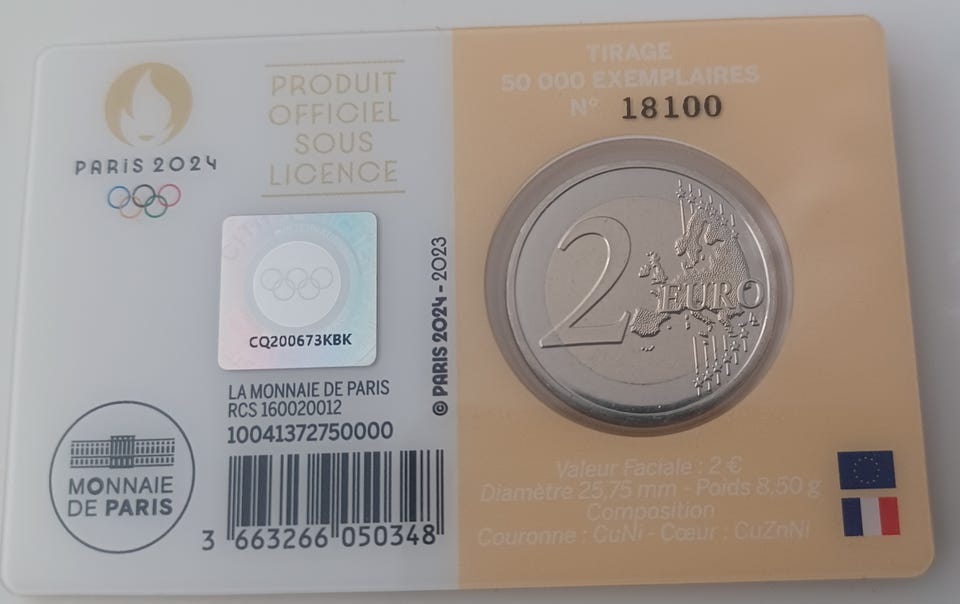 PARIS 2024
PRODUIT
OFFICIEL
SOUS
LICENCE
CQ200673KBK
LA MONNAIE DE PARIS
RCS 160020012
10041372750000
3 663266 050348
MONNAIE
DE PARIS
© PARIS 2024 - 2023
TIRAGE
50 000 EXEMPLAIRES
N° 18100
2 EURO
Valeur Faciale : 2 €
Diamètre 25,75 mm - Poids 8,50 g
Composition
Couronne : CuNi - Cœur : CuZnNi